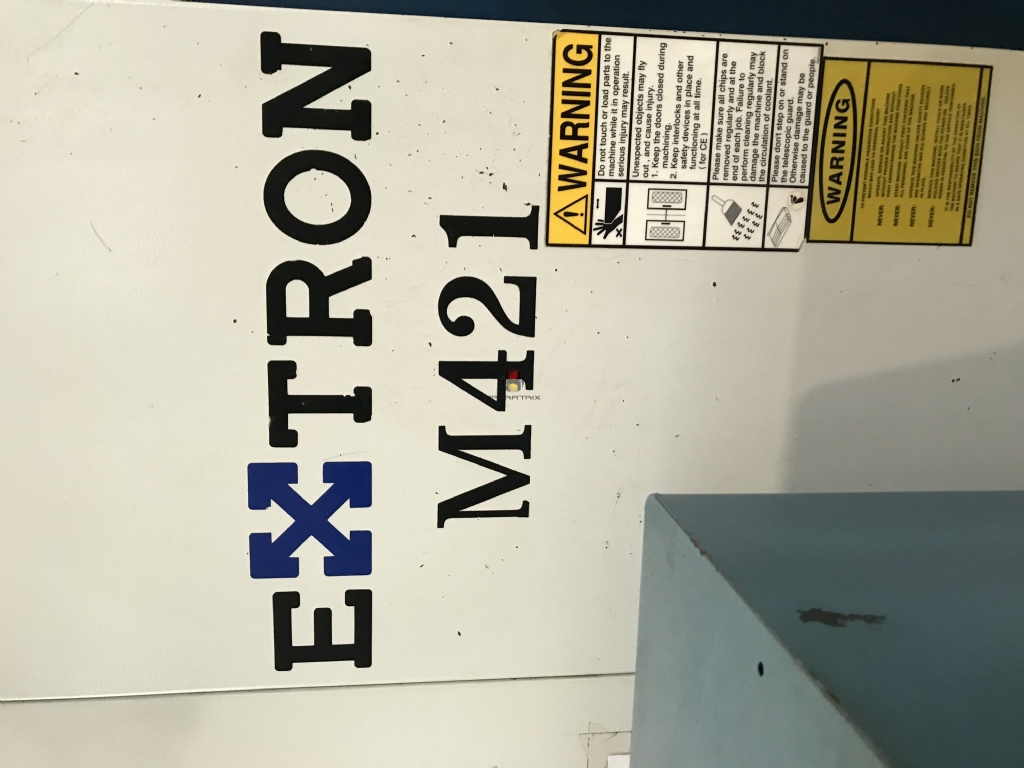 EXTRON
M421
WARNING
Do not touch or load parts to the
machine while it in operation
serious injury may result.
Unexpected objects may fly
out , and cause injury.
1. Keep the doors closed during
machining.
2. Keep interlocks and other
safety devices in place and
functioning at all time.
( for CE )
Please make sure all chips are
removed regularly and at the
end of each job. Failure to
perform cleaning regularly may
damage the machine and block
the circulation of coolant.
Please don't step on or stand on
the telescopic guard.
Otherwise damage may be
caused to the guard or people.
WARNING
NEVER:
NEVER:
NEVER:
NEVER: